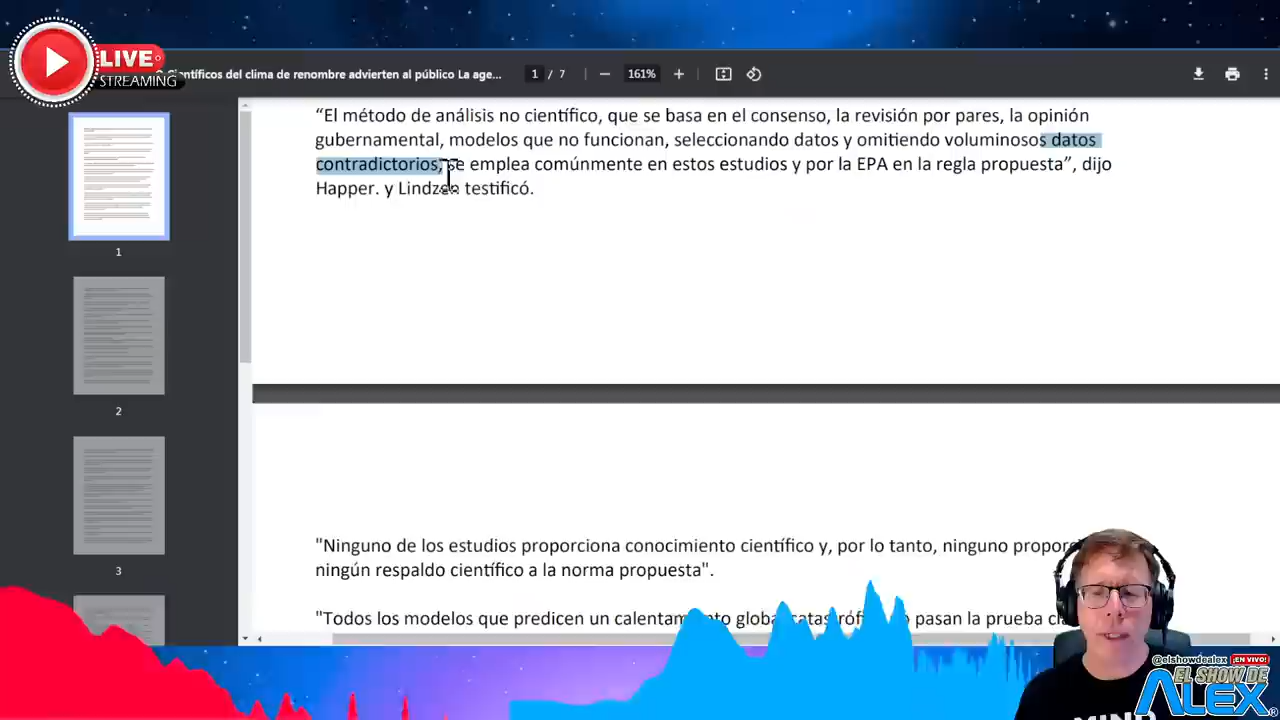 LIVE
STREAMING
Científicos del clima de renombre advierten al público La age...
1 / 7
161%
“El método de análisis no científico, que se basa en el consenso, la revisión por pares, la opinión
gubernamental, modelos que no funcionan, seleccionando datos y omitiendo voluminosos datos
contradictorios, se emplea comúnmente en estos estudios y por la EPA en la regla propuesta”, dijo
Happer. y Lindzen testificó.
1
2
3
"Ninguno de los estudios proporciona conocimiento científico y, por lo tanto, ninguno
ningún respaldo científico a la norma propuesta".
"Todos los modelos que predicen un calentamiento global pasan la prueba
@elshowdealex ¡EN VIVO!
EL SHOW DE
ALEX
MIND